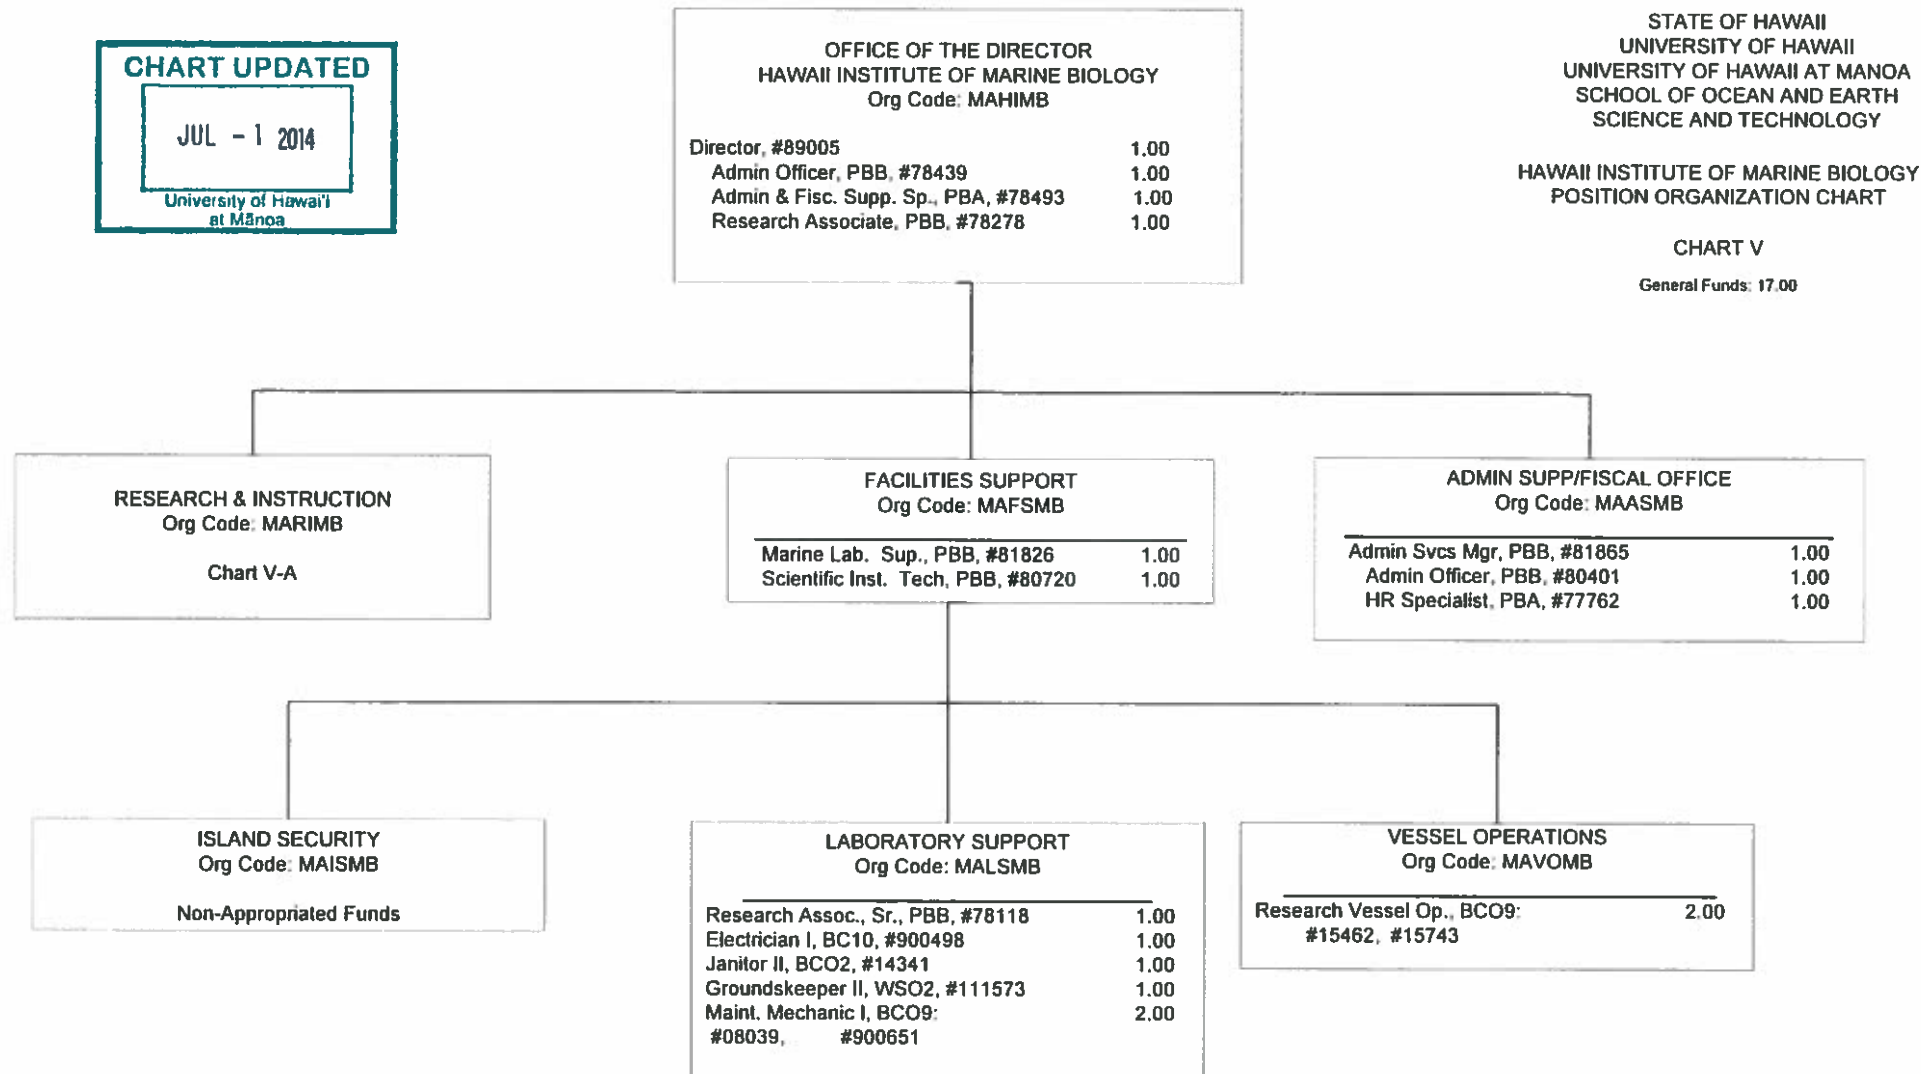 CHART UPDATED
JUL - 1 2014
University of Hawai'i
at Mānoa
OFFICE OF THE DIRECTOR
HAWAII INSTITUTE OF MARINE BIOLOGY
Org Code: MAHIMB
Director, #89005 1.00
Admin Officer, PBB, #78439 1.00
Admin & Fisc. Supp. Sp., PBA, #78493 1.00
Research Associate, PBB, #78278 1.00
STATE OF HAWAII
UNIVERSITY OF HAWAII
UNIVERSITY OF HAWAII AT MANOA
SCHOOL OF OCEAN AND EARTH
SCIENCE AND TECHNOLOGY
HAWAII INSTITUTE OF MARINE BIOLOGY
POSITION ORGANIZATION CHART
CHART V
General Funds: 17.00
RESEARCH & INSTRUCTION
Org Code: MARIMB
Chart V-A
FACILITIES SUPPORT
Org Code: MAFSMB
Marine Lab. Sup., PBB, #81826 1.00
Scientific Inst. Tech, PBB, #80720 1.00
ADMIN SUPP/FISCAL OFFICE
Org Code: MAASMB
Admin Svcs Mgr, PBB, #81865 1.00
Admin Officer, PBB, #80401 1.00
HR Specialist, PBA, #77762 1.00
ISLAND SECURITY
Org Code: MAISMB
Non-Appropriated Funds
LABORATORY SUPPORT
Org Code: MALSMB
Research Assoc., Sr., PBB, #78118 1.00
Electrician I, BC10, #900498 1.00
Janitor II, BCO2, #14341 1.00
Groundskeeper II, WSO2, #111573 1.00
Maint. Mechanic I, BCO9: 2.00
#08039, #900651
VESSEL OPERATIONS
Org Code: MAVOMB
Research Vessel Op., BCO9: 2.00
#15462, #15743